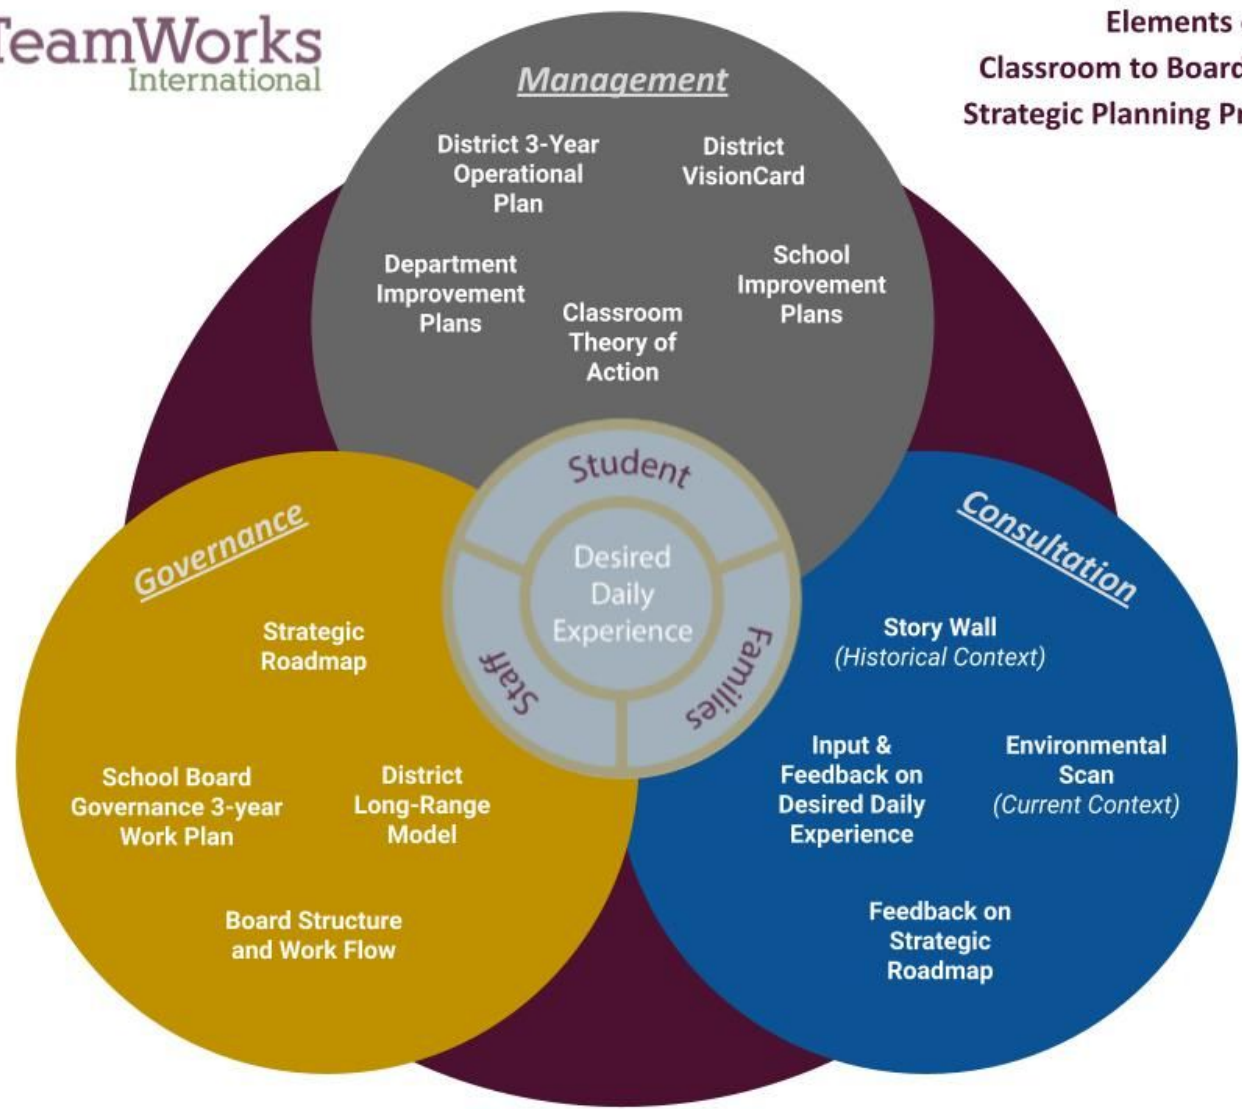 TeamWorks
International
Elements
Classroom to Board
Strategic Planning
Management
District 3-Year
Operational
Plan
District
VisionCard
Department
Improvement
Plans
Classroom
Theory of
Action
School
Improvement
Plans
Student
Desired
Daily
Experience
Staff
Families
Governance
Strategic
Roadmap
School Board
Governance 3-year
Work Plan
District
Long-Range
Model
Board Structure
and Work Flow
Consultation
Story Wall
(Historical Context)
Input &
Feedback on
Desired Daily
Experience
Environmental
Scan
(Current Context)
Feedback on
Strategic
Roadmap